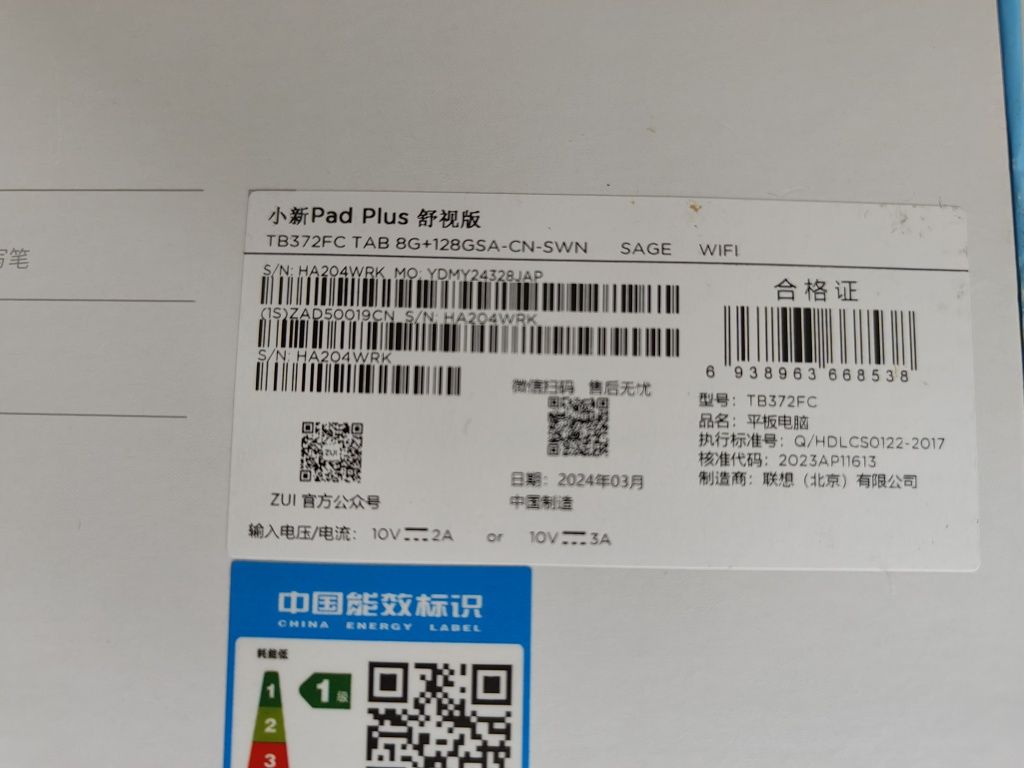 写笔
小新Pad Plus 舒视版
TB372FC TAB 8G+128GSA-CN-SWN SAGE WIFI
S/N: HA204WRK MO: YDMY24328JAP
(1S)ZAD50019CN S/N: HA204WRK
S/N: HA204WRK
合格证
6 938963 668538
微信扫码 售后无忧
型号：TB372FC
品名：平板电脑
执行标准号：Q/HDLCS0122-2017
核准代码：2023AP11613
制造商：联想（北京）有限公司
ZUI
ZUI 官方公众号
日期：2024年03月
中国制造
输入电压/电流：10V⎓2A or 10V⎓3A
中国能效标识
CHINA ENERGY LABEL
耗能低
1
1级
2
3